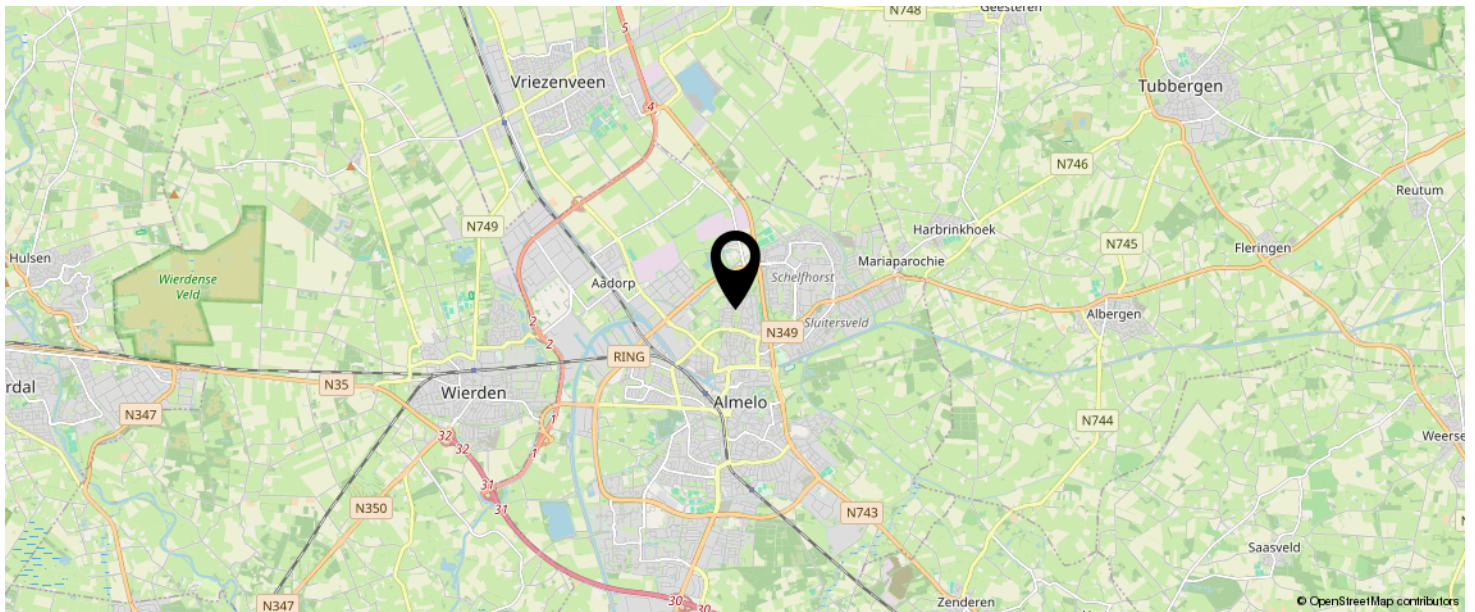 N748
Geesteren
5
Vriezenveen
Tubbergen
4
N746
Reutum
N749
Harbrinkhoek
N745
Fleringen
Hulsen
Mariaparochie
Wierdense
Veld
Schelfhorst
Aadorp
Albergen
2
Sluitersveld
N349
2
RING
N35
rdal
Wierden
Almelo
N347
N744
1
32
32
Weerse
1
31
31
N350
N743
Saasveld
30
30
N347
Zenderen
© OpenStreetMap contributors